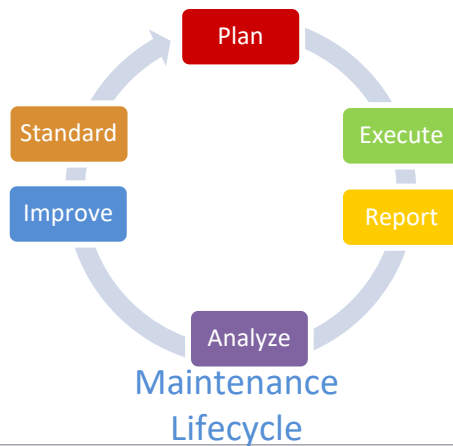 Plan
Standard
Execute
Improve
Report
Analyze
Maintenance
Lifecycle